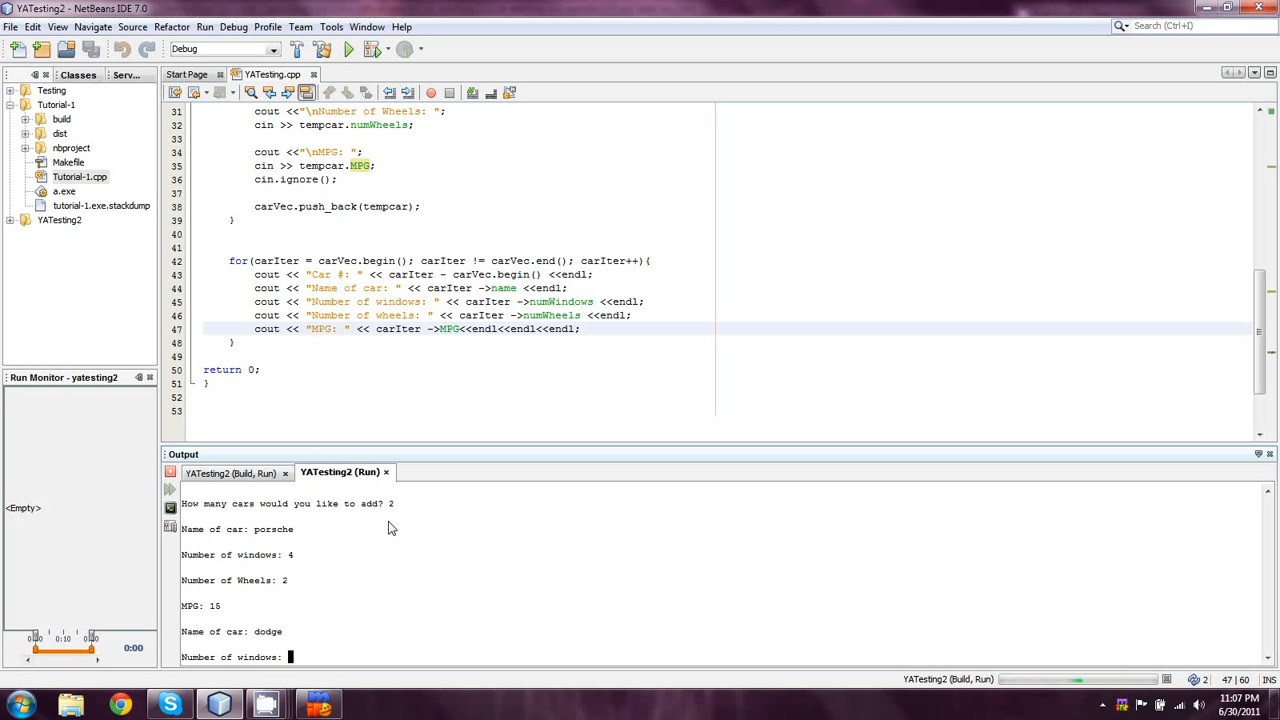 YATesting2 - NetBeans IDE 7.0
File Edit View Navigate Source Refactor Run Debug Profile Team Tools Window Help
Search (Ctrl+I)
Debug
Classes Serv...
Start Page YATesting.cpp
Testing
Tutorial-1
build
dist
nbproject
Makefile
Tutorial-1.cpp
a.exe
tutorial-1.exe.stackdump
YATesting2
31 cout <<"\nNumber of Wheels: ";
32 cin >> tempcar.numWheels;
33
34 cout <<"\nMPG: ";
35 cin >> tempcar.MPG;
36 cin.ignore();
37
38 carVec.push_back(tempcar);
39 }
40
41
42 for(carIter = carVec.begin(); carIter != carVec.end(); carIter++){
43 cout << "Car #: " << carIter - carVec.begin() <<endl;
44 cout << "Name of car: " << carIter ->name <<endl;
45 cout << "Number of windows: " << carIter ->numWindows <<endl;
46 cout << "Number of wheels: " << carIter ->numWheels <<endl;
47 cout << "MPG: " << carIter ->MPG<<endl<<endl<<endl;
48 }
49
50 return 0;
51 }
52
53
Run Monitor - yatesting2
<Empty>
0:00 0:10
0:00
Output
YATesting2 (Build, Run) YATesting2 (Run)
How many cars would you like to add? 2
Name of car: porsche
Number of windows: 4
Number of Wheels: 2
MPG: 15
Name of car: dodge
Number of windows:
YATesting2 (Build, Run) 2 47 | 60 INS
11:07 PM
6/30/2011